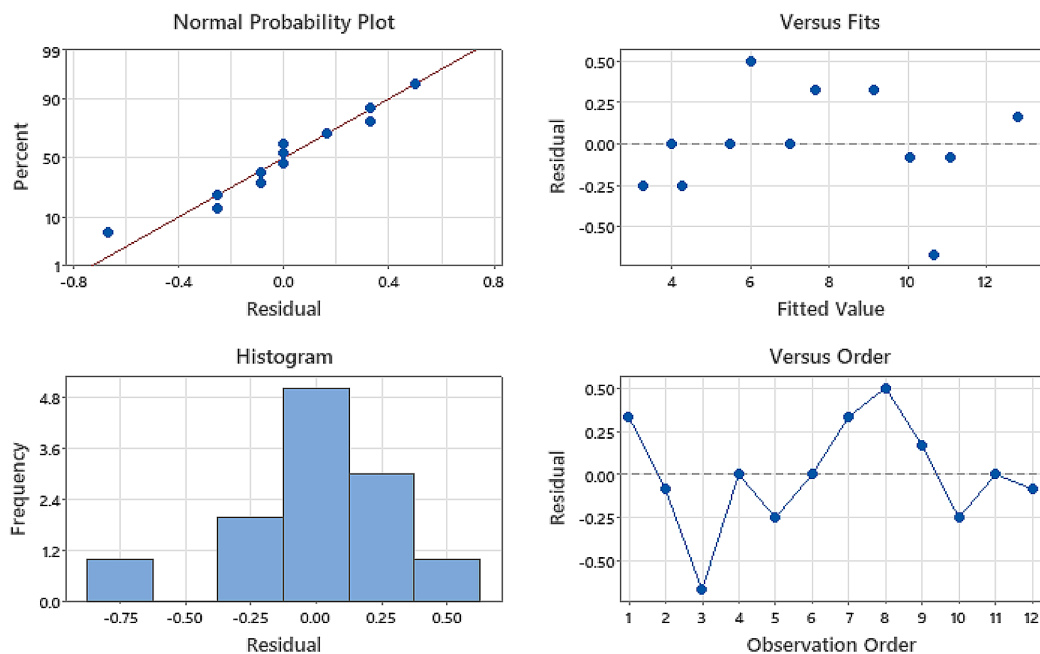 Normal Probability Plot
99
90
50
10
1
Percent
-0.8 -0.4 0.0 0.4 0.8
Residual
Versus Fits
0.50
0.25
0.00
-0.25
-0.50
Residual
4 6 8 10 12
Fitted Value
Histogram
4.8
3.6
2.4
1.2
0.0
Frequency
-0.75 -0.50 -0.25 0.00 0.25 0.50
Residual
Versus Order
0.50
0.25
0.00
-0.25
-0.50
Residual
1 2 3 4 5 6 7 8 9 10 11 12
Observation Order